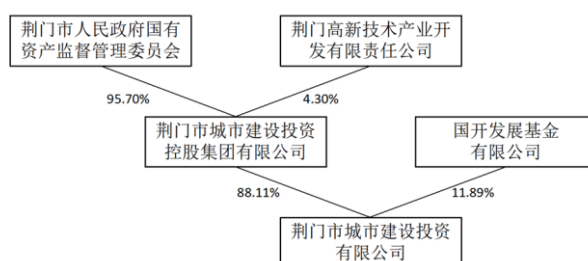 荆门市人民政府国有
资产监督管理委员会
荆门高新技术产业开
发有限责任公司
95.70%
4.30%
荆门市城市建设投资
控股集团有限公司
国开发展基金
有限公司
88.11%
11.89%
荆门市城市建设投资
有限公司